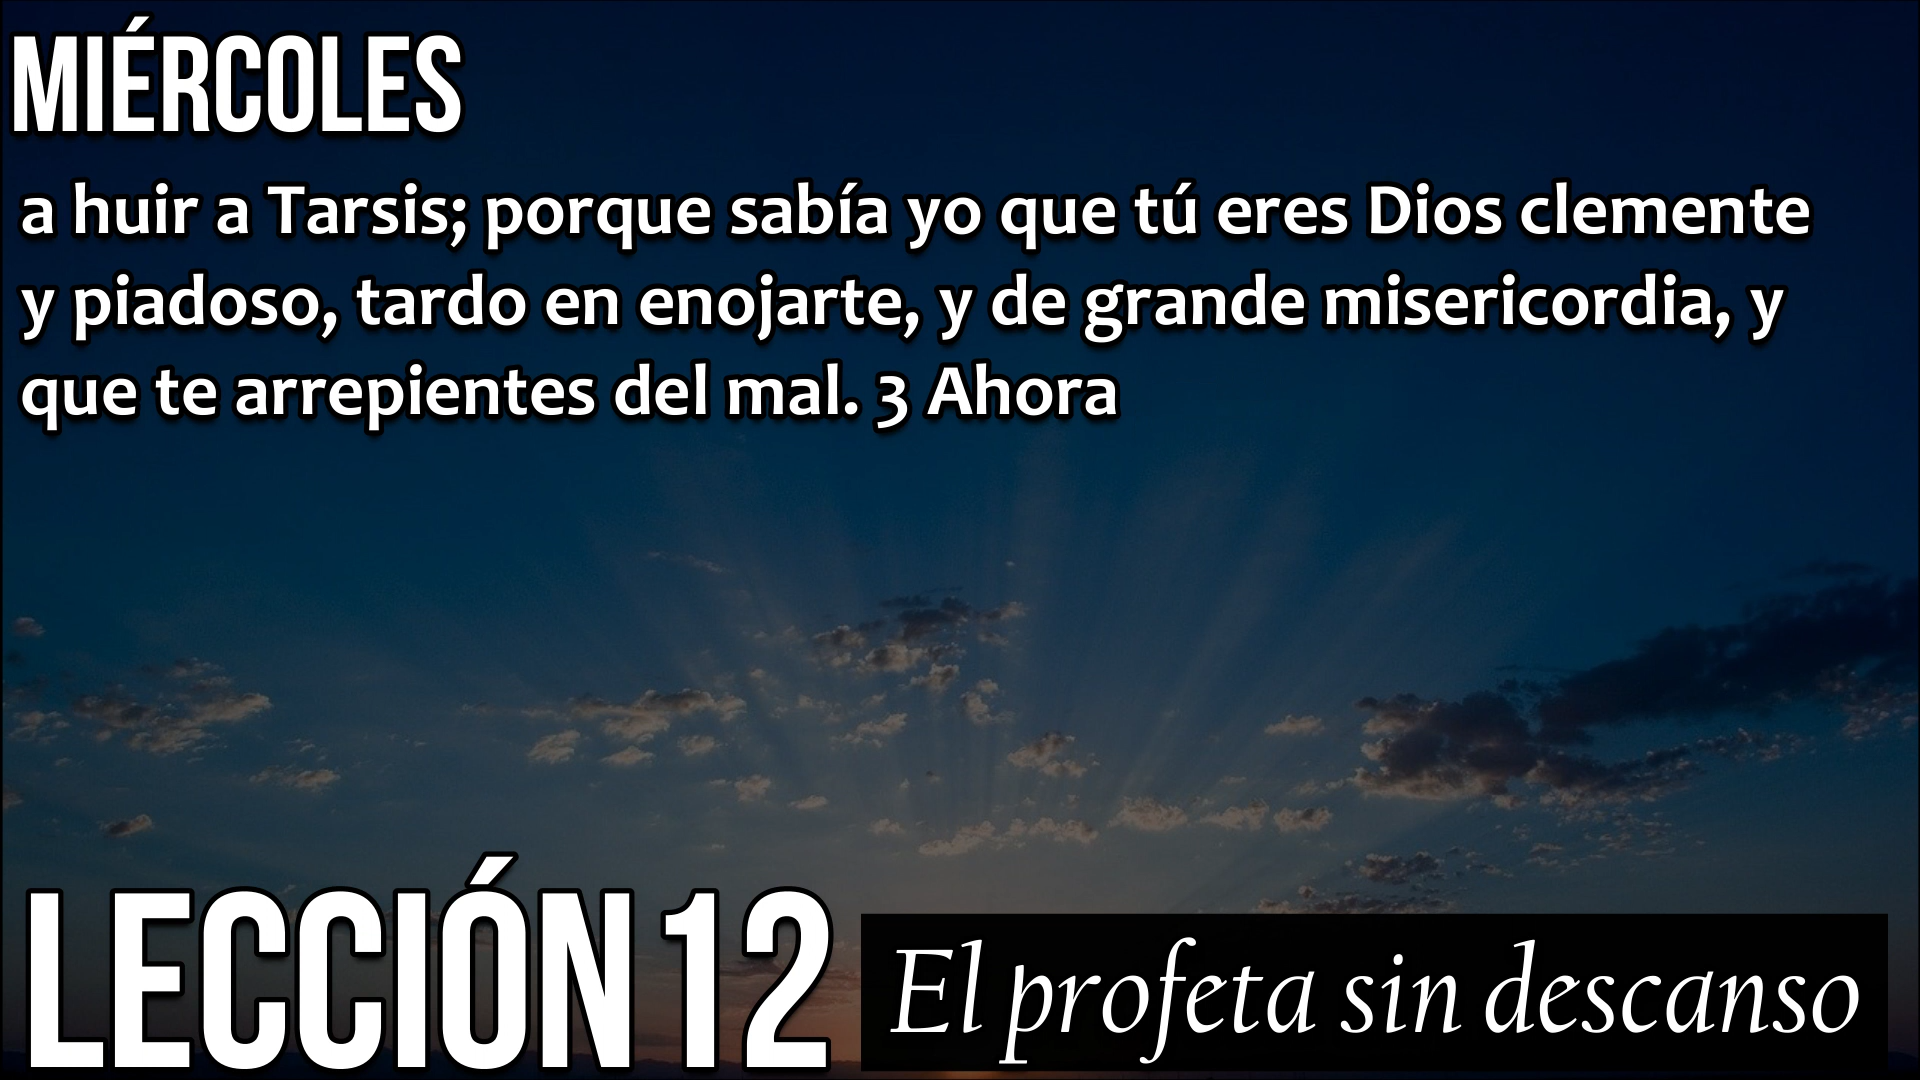 MIÉRCOLES
a huir a Tarsis; porque sabía yo que tú eres Dios clemente
y piadoso, tardo en enojarte, y de grande misericordia, y
que te arrepientes del mal. 3 Ahora
LECCIÓN 12
El profeta sin descanso